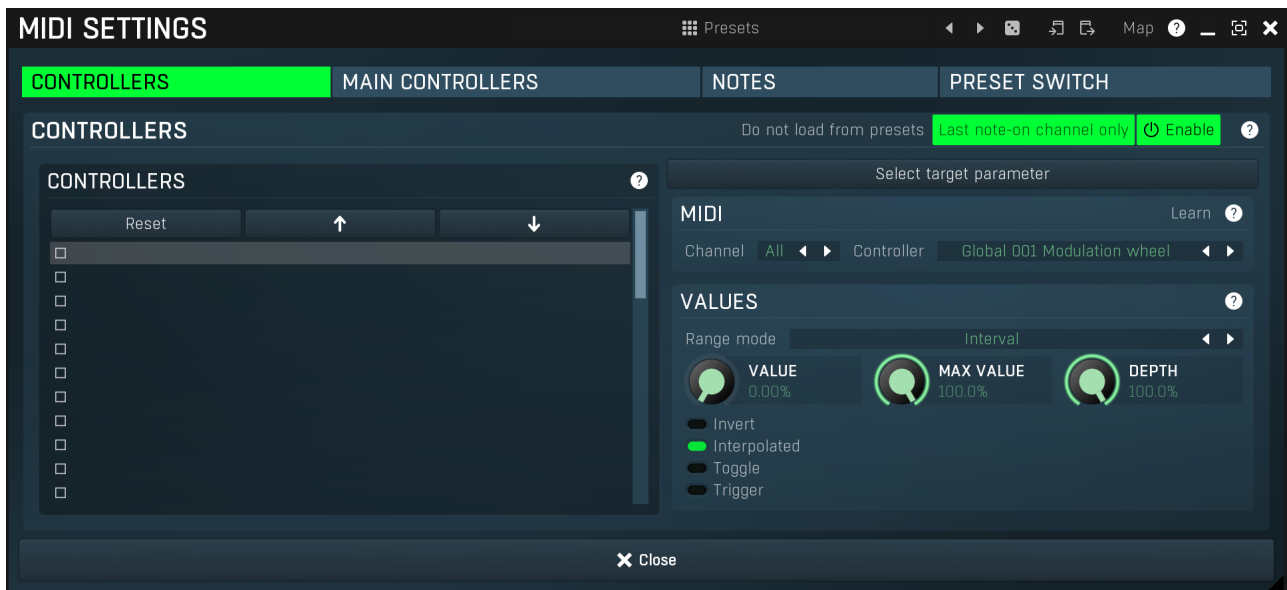 MIDI SETTINGS Presets Map ?
CONTROLLERS MAIN CONTROLLERS NOTES PRESET SWITCH
CONTROLLERS Do not load from presets Last note-on channel only Enable ?
CONTROLLERS ?
Reset
Select target parameter
MIDI Learn ?
Channel All Controller Global 001 Modulation wheel
VALUES ?
Range mode Interval
VALUE MAX VALUE DEPTH
0.00% 100.0% 100.0%
Invert
Interpolated
Toggle
Trigger
Close